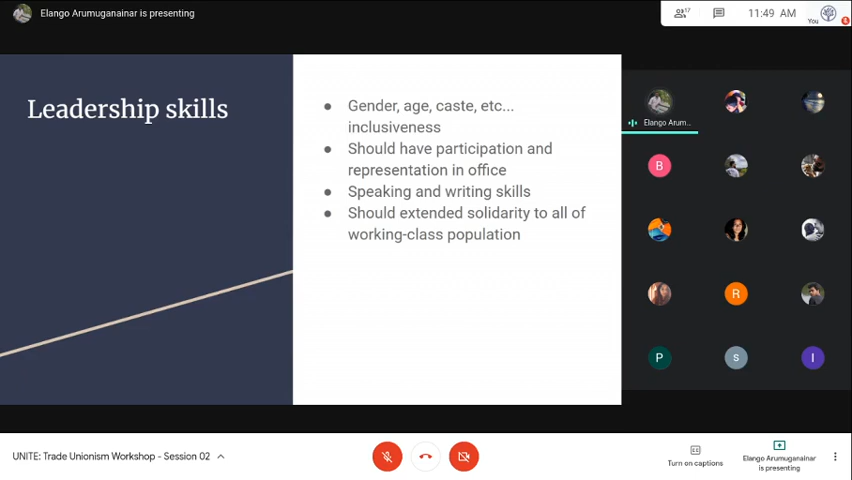 Elango Arumuganainar is presenting
17
11:49 AM
You
Leadership skills
● Gender, age, caste, etc...
inclusiveness
● Should have participation and
representation in office
● Speaking and writing skills
● Should extended solidarity to all of
working-class population
Elango Arum...
B
R
P
S
I
UNITE: Trade Unionism Workshop - Session 02
Turn on captions
Elango Arumuganainar
is presenting